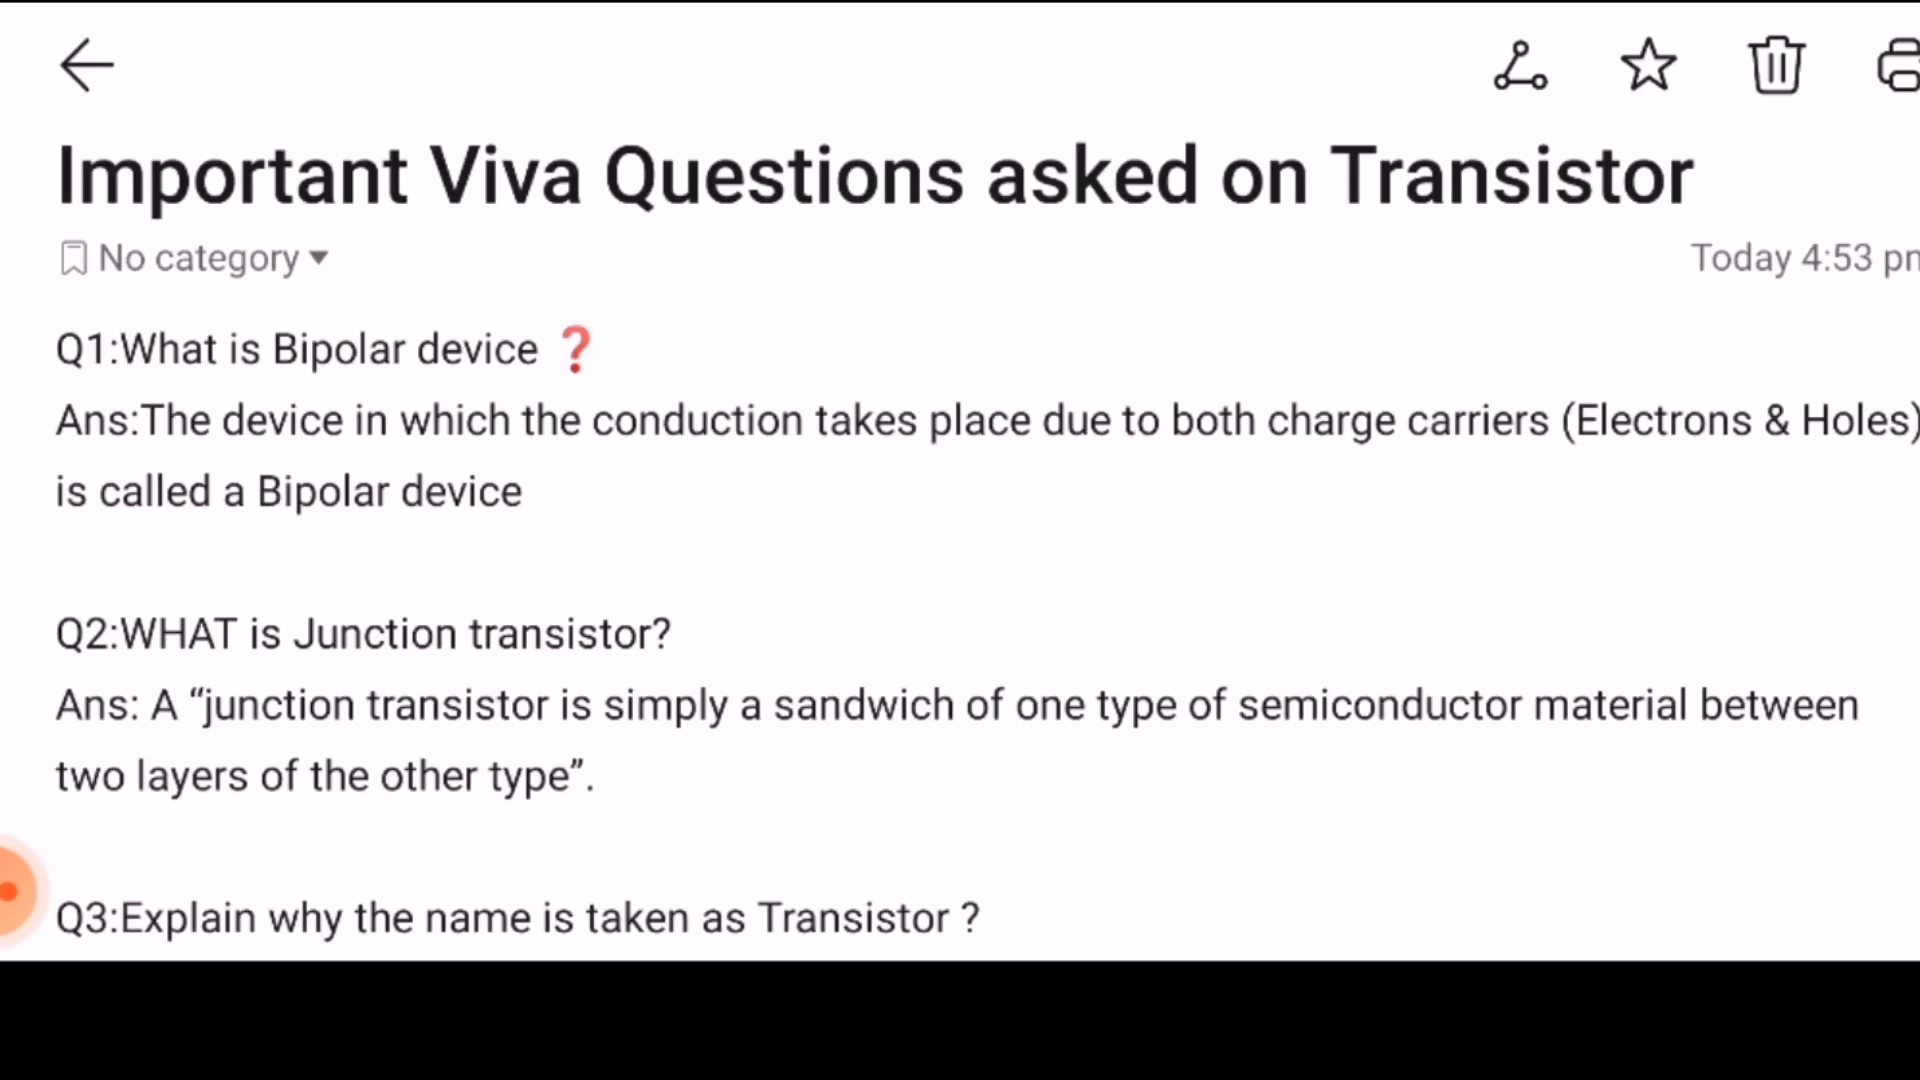 Important Viva Questions asked on Transistor
No category
Today 4:53
Q1:What is Bipolar device ❓
Ans:The device in which the conduction takes place due to both charge carriers (Electrons & Holes)
is called a Bipolar device
Q2:WHAT is Junction transistor?
Ans: A “junction transistor is simply a sandwich of one type of semiconductor material between
two layers of the other type”.
Q3:Explain why the name is taken as Transistor ?